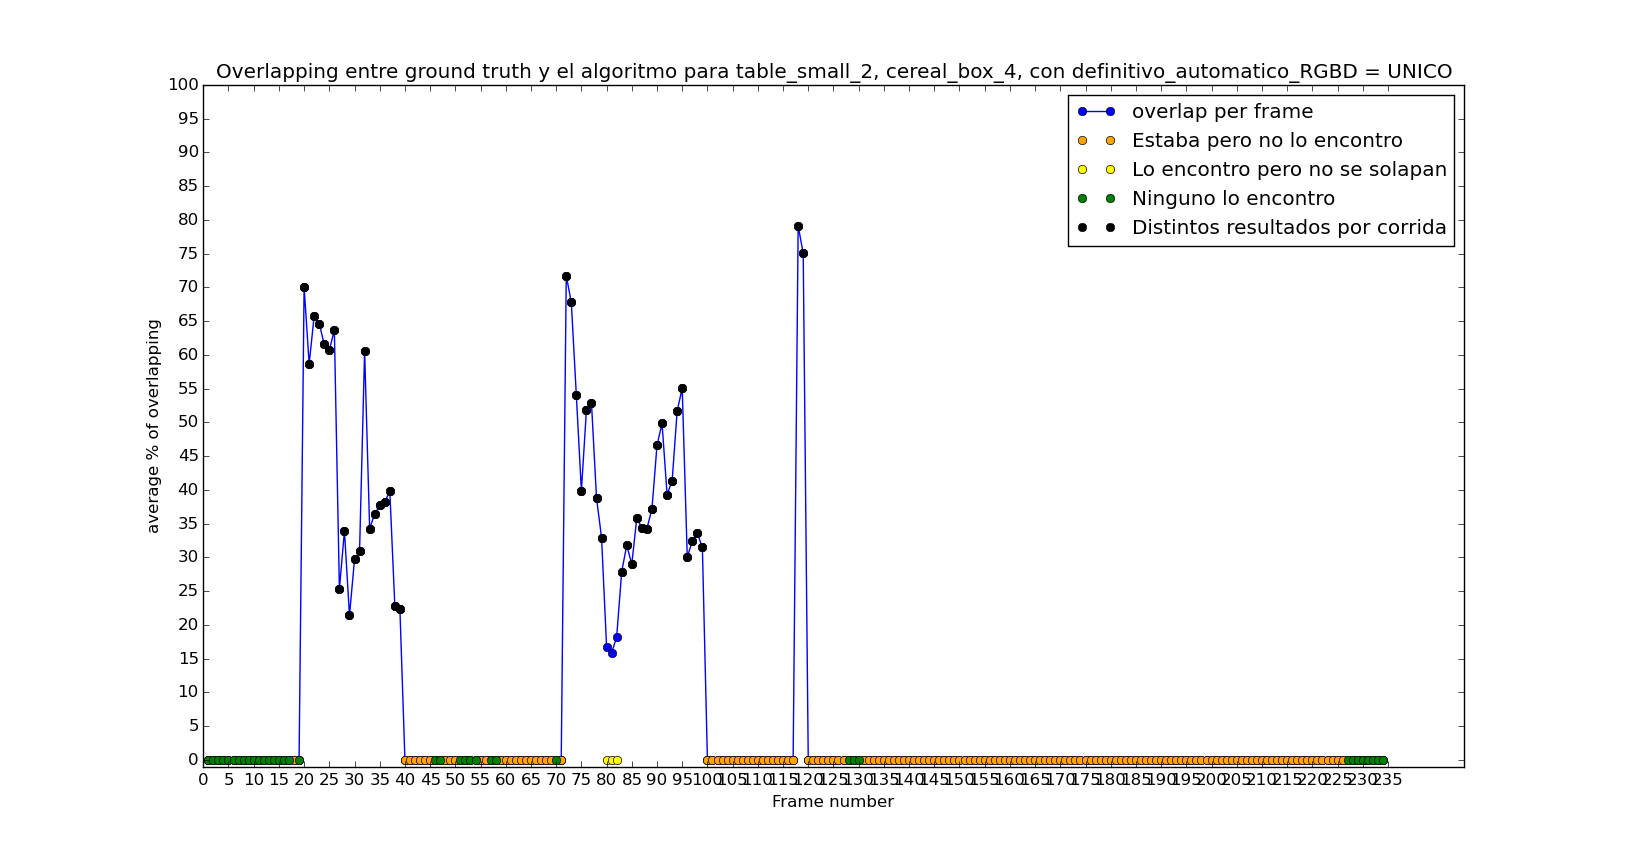 Overlapping entre ground truth y el algoritmo para table_small_2, cereal_box_4, con definitivo_automatico_RGBD = UNICO
overlap per frame
Estaba pero no lo encontro
Lo encontro pero no se solapan
Ninguno lo encontro
Distintos resultados por corrida
average % of overlapping
100
95
90
85
80
75
70
65
60
55
50
45
40
35
30
25
20
15
10
5
0
0 5 10 15 20 25 30 35 40 45 50 55 60 65 70 75 80 85 90 95 100 105 110 115 120 125 130 135 140 145 150 155 160 165 170 175 180 185 190 195 200 205 210 215 220 225 230 235
Frame number